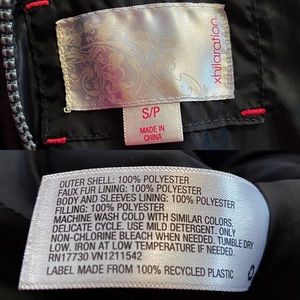 xhilaration
S/P
MADE IN
CHINA
OUTER SHELL: 100% POLYESTER
FAUX FUR LINING: 100% POLYESTER
BODY AND SLEEVES LINING: 100% POLYESTER
FILLING: 100% POLYESTER
MACHINE WASH COLD WITH SIMILAR COLORS.
DELICATE CYCLE. USE MILD DETERGENT. ONLY
NON-CHLORINE BLEACH WHEN NEEDED. TUMBLE DRY
LOW. IRON AT LOW TEMPERATURE IF NEEDED.
RN17730 VN1211542
LABEL MADE FROM 100% RECYCLED PLASTIC